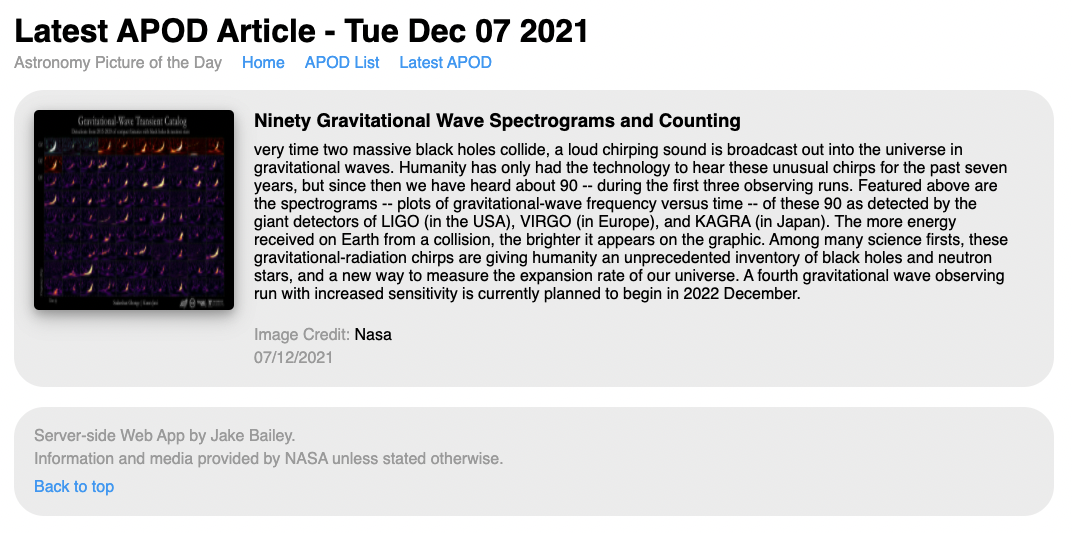 Latest APOD Article - Tue Dec 07 2021
Astronomy Picture of the Day Home APOD List Latest APOD
Gravitational-Wave Transient Catalog
Ninety Gravitational Wave Spectrograms and Counting
very time two massive black holes collide, a loud chirping sound is broadcast out into the universe in
gravitational waves. Humanity has only had the technology to hear these unusual chirps for the past seven
years, but since then we have heard about 90 -- during the first three observing runs. Featured above are
the spectrograms -- plots of gravitational-wave frequency versus time -- of these 90 as detected by the
giant detectors of LIGO (in the USA), VIRGO (in Europe), and KAGRA (in Japan). The more energy
received on Earth from a collision, the brighter it appears on the graphic. Among many science firsts, these
gravitational-radiation chirps are giving humanity an unprecedented inventory of black holes and neutron
stars, and a new way to measure the expansion rate of our universe. A fourth gravitational wave observing
run with increased sensitivity is currently planned to begin in 2022 December.
Image Credit: Nasa
07/12/2021
Server-side Web App by Jake Bailey.
Information and media provided by NASA unless stated otherwise.
Back to top